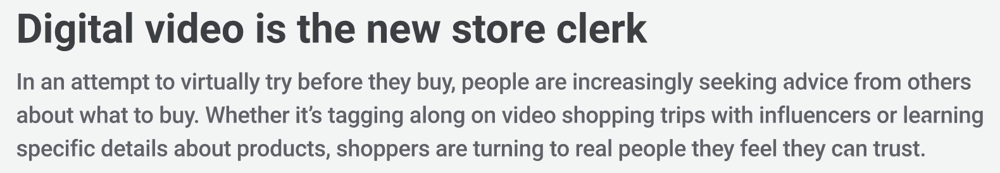 Digital video is the new store clerk
In an attempt to virtually try before they buy, people are increasingly seeking advice from others
about what to buy. Whether it’s tagging along on video shopping trips with influencers or learning
specific details about products, shoppers are turning to real people they feel they can trust.